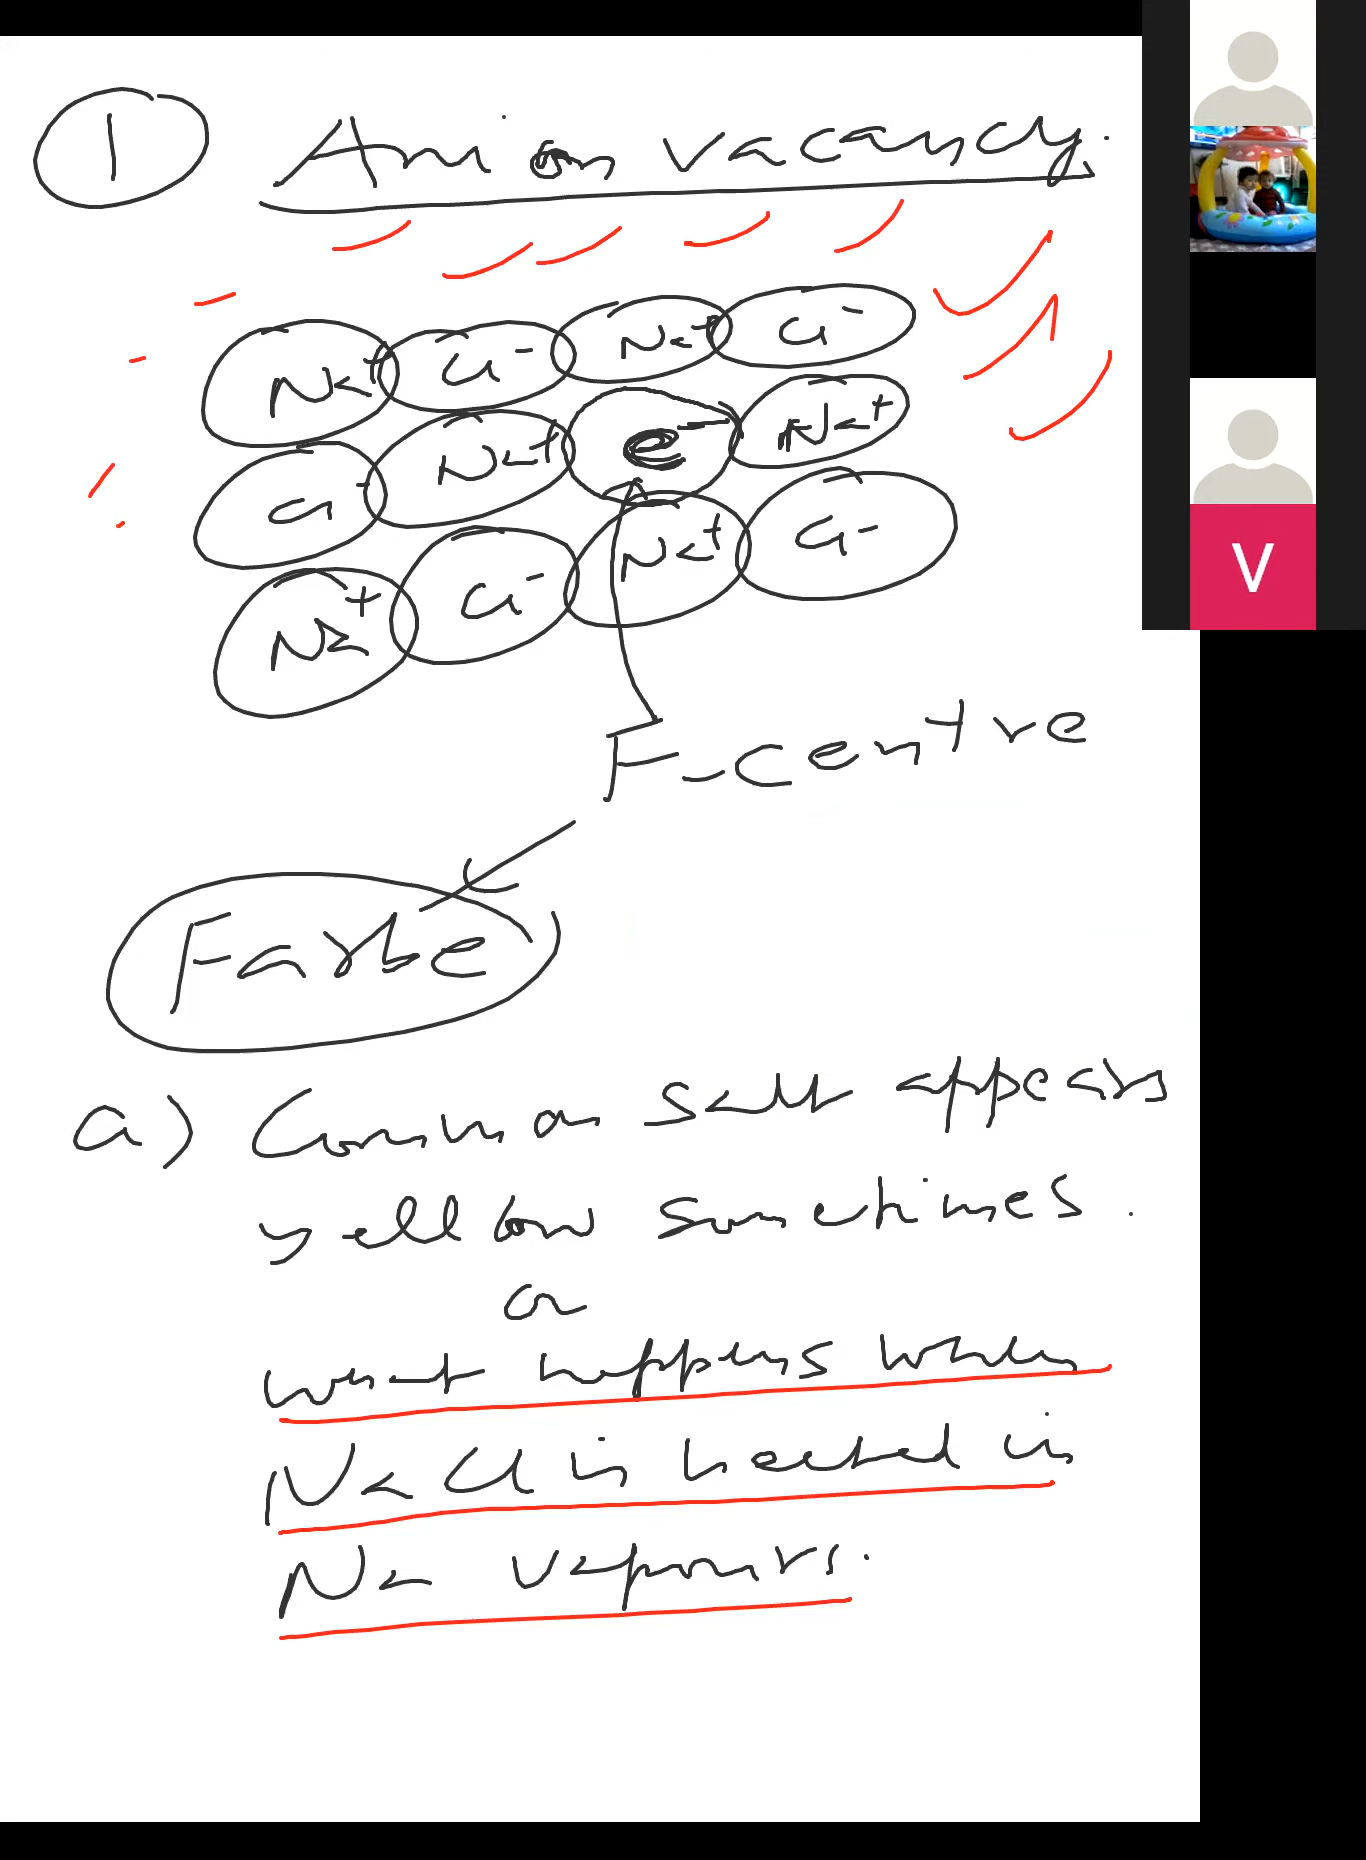 1 Anion vacancy.
Na+ Cl- Na+ Cl-
Cl- Na+ e- Na+
Na+ Cl- Na+ Cl-
F-centre
Farbe
a) Common salt appears
yellow sometimes.
or
what happens when
NaCl is heated in
Na vapours.
V